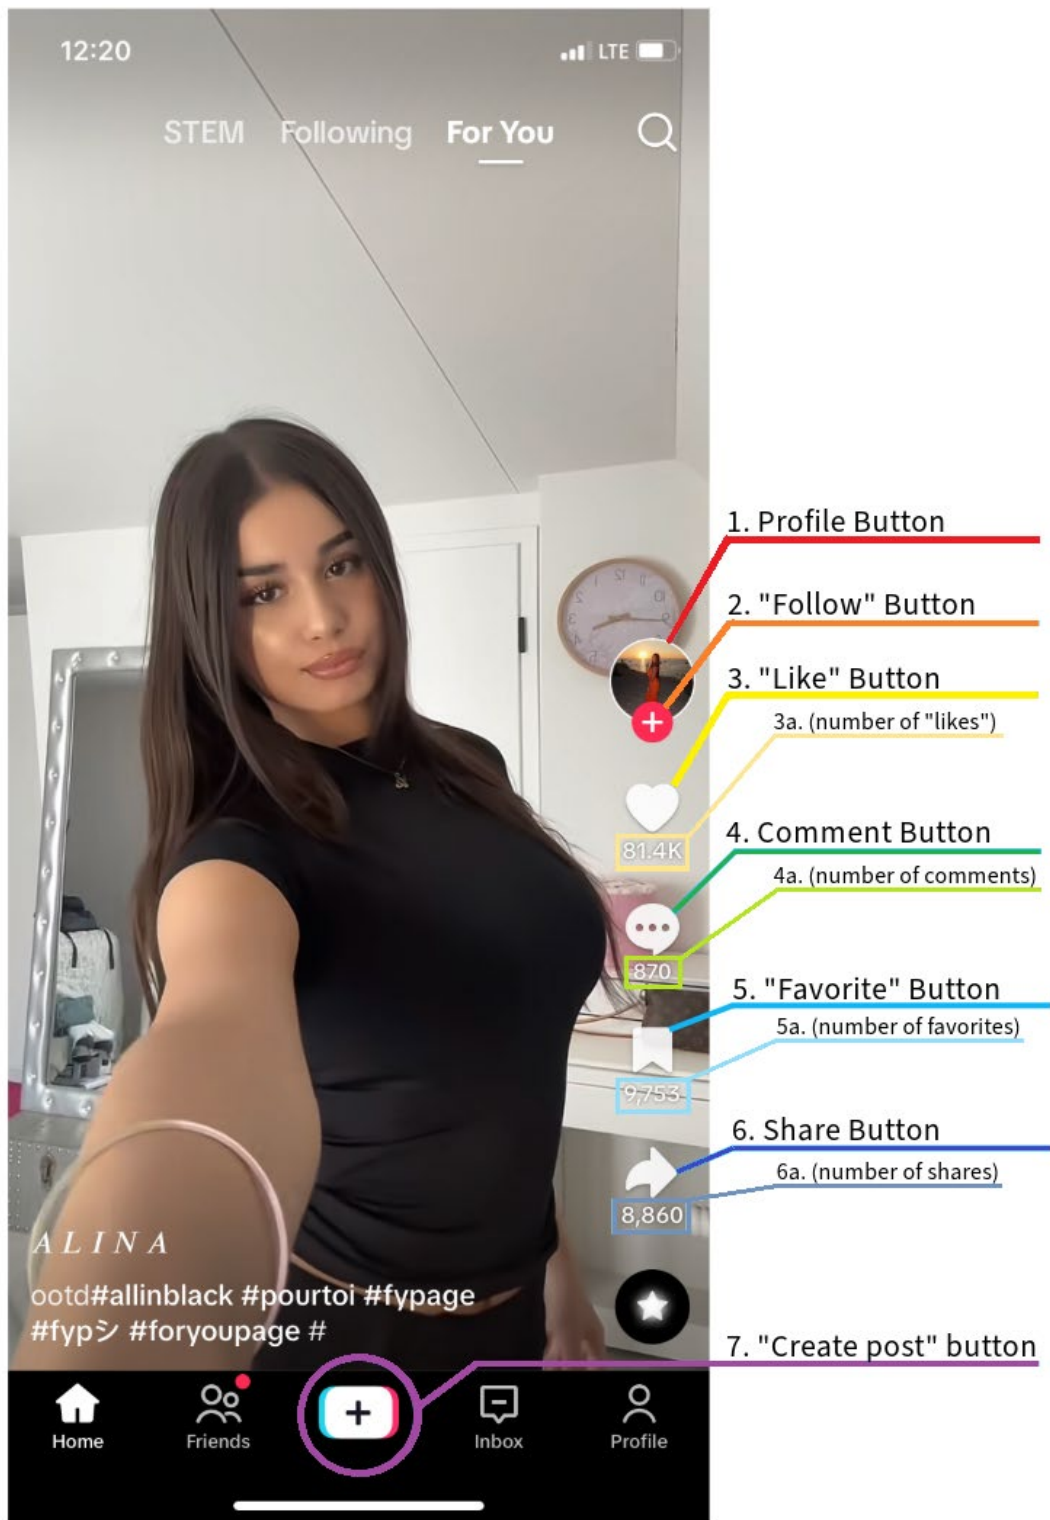 12:20
LTE
STEM Following For You
1. Profile Button
2. "Follow" Button
3. "Like" Button
3a. (number of "likes")
81.4K
4. Comment Button
4a. (number of comments)
870
5. "Favorite" Button
5a. (number of favorites)
9,753
6. Share Button
6a. (number of shares)
8,860
ALINA
ootd#allinblack #pourtoi #fypage
#fypシ #foryoupage #
7. "Create post" button
Home Friends Inbox Profile